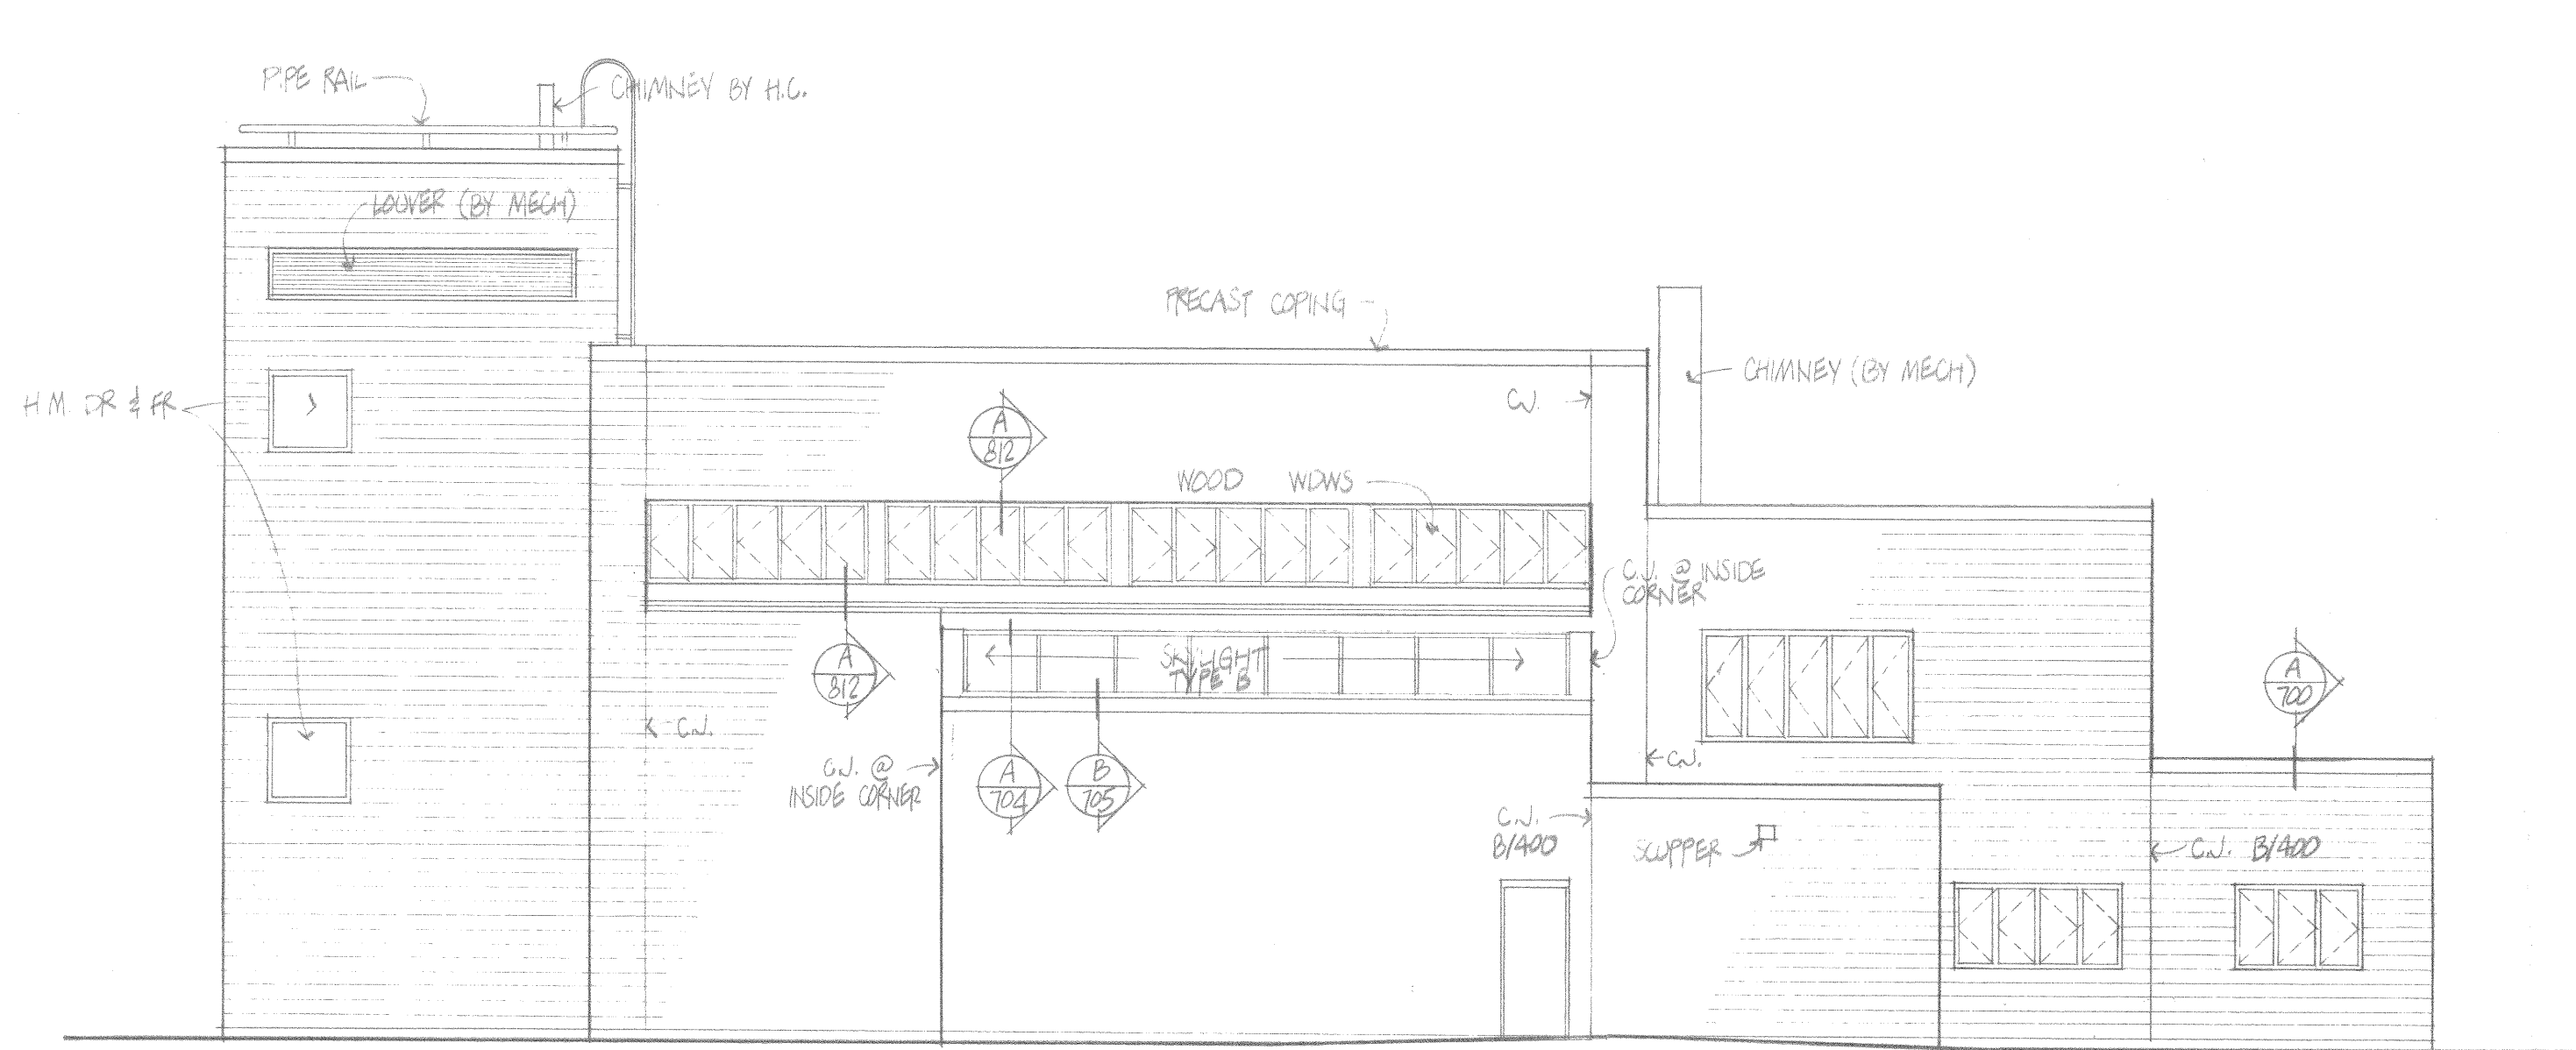 PIPE RAIL
CHIMNEY BY H.C.
LOUVER (BY MECH)
PRECAST COPING
CHIMNEY (BY MECH)
H.M. DR & FR
C.J.
A
812
WOOD WDWS
C.J. @ INSIDE
CORNER
SKYLIGHT
TYPE B
A
812
A
700
C.J.
C.J.
C.J. @
INSIDE CORNER
A
704
B
705
C.J.
B/400
SCUPPER
C.J. B/400